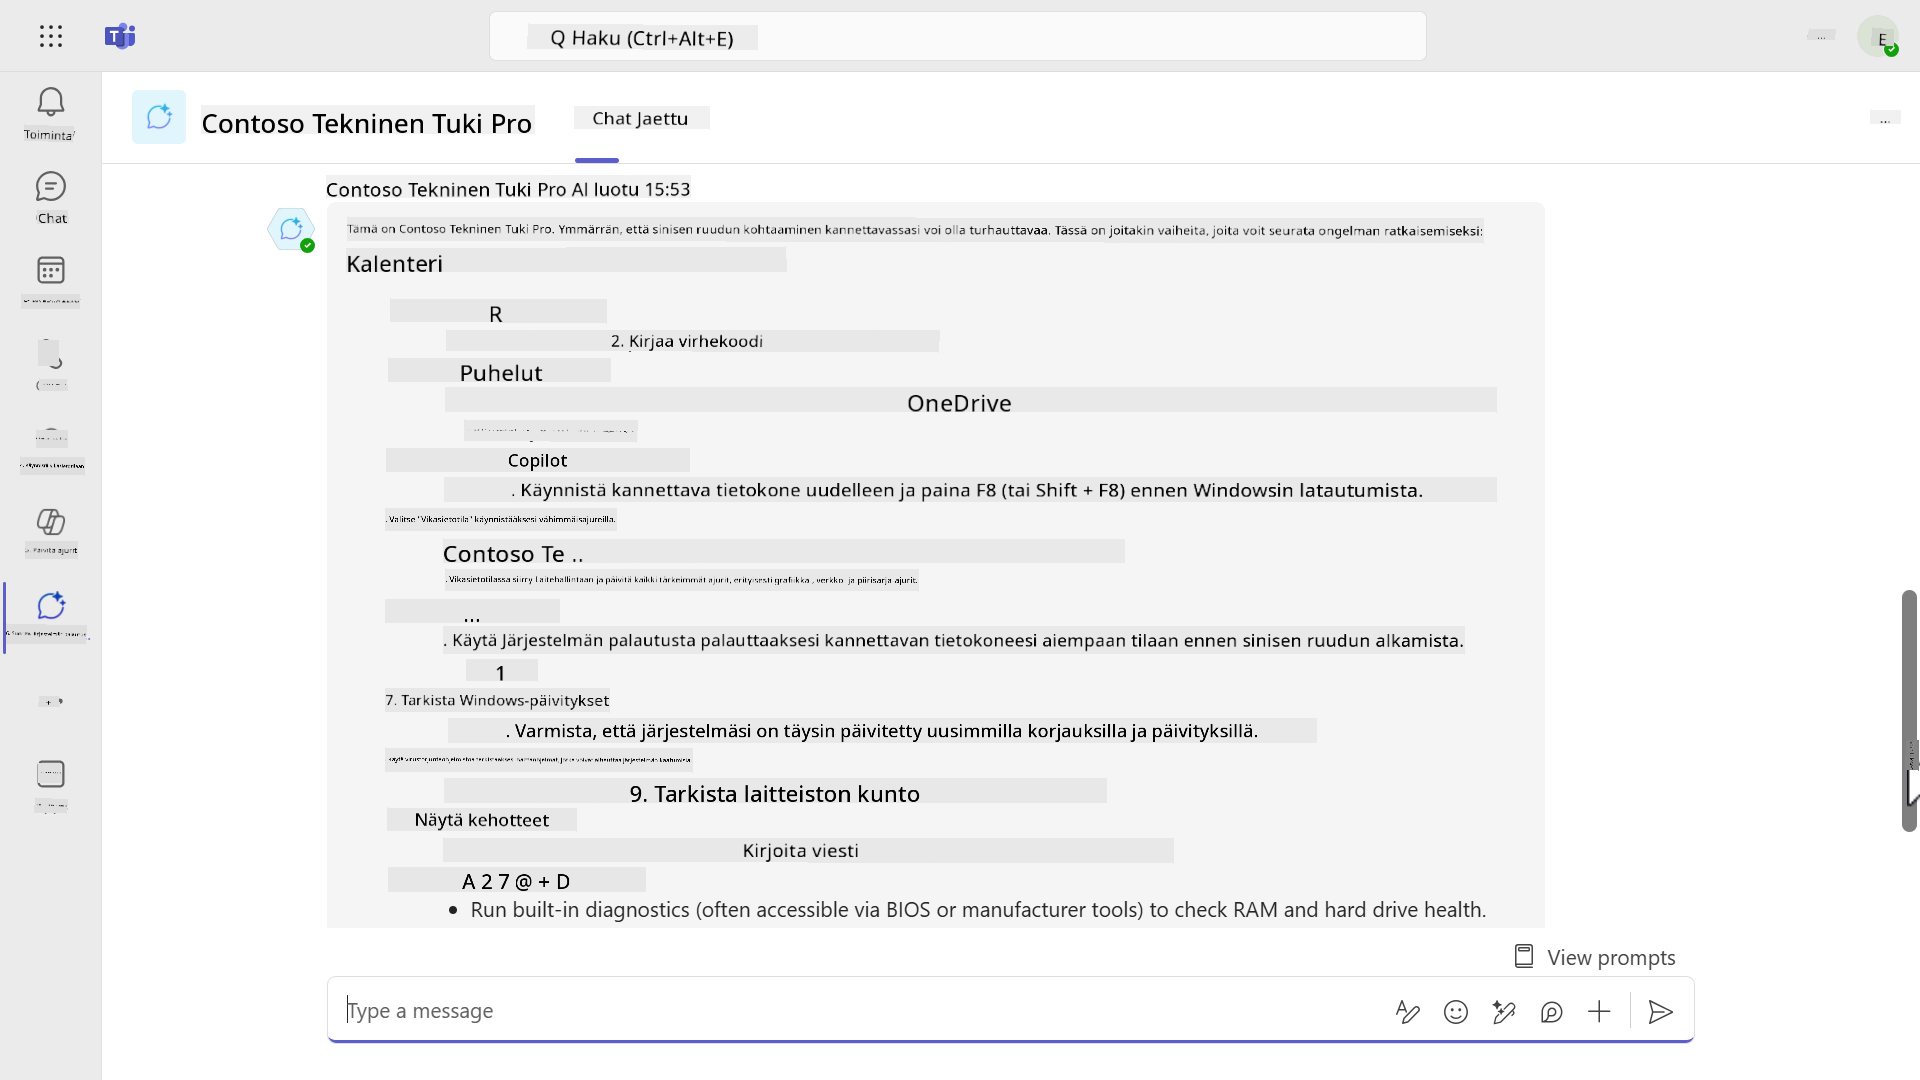 Q Haku (Ctrl+Alt+E)
...
E
Toiminta
Contoso Tekninen Tuki Pro
Chat Jaettu
...
Chat
Contoso Tekninen Tuki Pro AI luotu 15:53
Tämä on Contoso Tekninen Tuki Pro. Ymmärrän, että sinisen ruudun kohtaaminen kannettavassasi voi olla turhauttavaa. Tässä on joitakin vaiheita, joita voit seurata ongelman ratkaisemiseksi:
Kalenteri
R
2. Kirjaa virhekoodi
Puhelut
OneDrive
Copilot
. Käynnistä kannettava tietokone uudelleen ja paina F8 (tai Shift + F8) ennen Windowsin latautumista.
. Valitse "Vikasietotila" käynnistääksesi vähimmäisajureilla.
5. Päivitä ajurit
Contoso Te ..
. Vikasietotilassa siirry Laitehallintaan ja päivitä kaikki tärkeimmät ajurit, erityisesti grafiikka-, verkko- ja piirisarja-ajurit.
...
. Käytä Järjestelmän palautusta palauttaaksesi kannettavan tietokoneesi aiempaan tilaan ennen sinisen ruudun alkamista.
1
7. Tarkista Windows-päivitykset
. Varmista, että järjestelmäsi on täysin päivitetty uusimmilla korjauksilla ja päivityksillä.
9. Tarkista laitteiston kunto
Näytä kehotteet
Kirjoita viesti
A 2 7 @ + D
• Run built-in diagnostics (often accessible via BIOS or manufacturer tools) to check RAM and hard drive health.
View prompts
Type a message